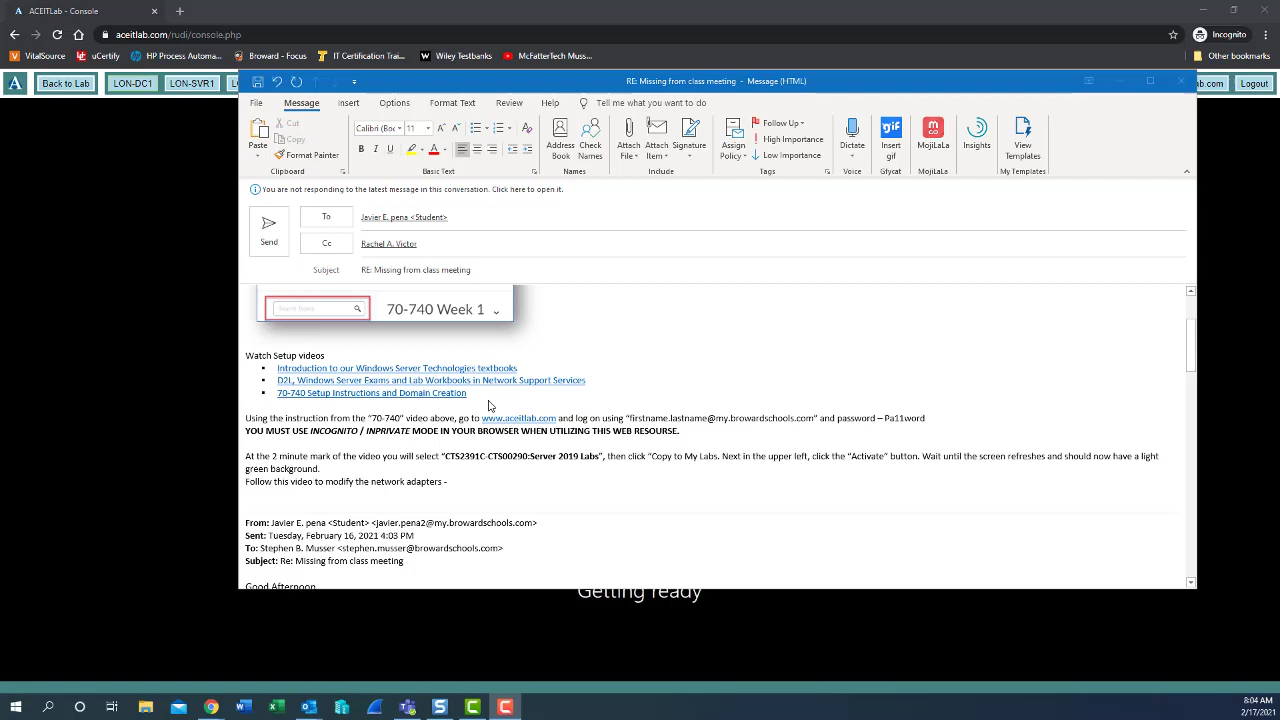 ACEITLab - Console
aceitlab.com/rudi/console.php
Incognito
VitalSource
uCertify
HP Process Automa...
Broward - Focus
IT Certification Trai...
Wiley Testbanks
McFatterTech Mus...
Other bookmarks
Back to Lab
LON-DC1
LON-SVR1
Logout
RE: Missing from class meeting - Message (HTML)
File Message Insert Options Format Text Review Help Tell me what you want to do
Paste
Cut
Copy
Format Painter
Clipboard
Calibri (Boc 11
B I U
Basic Text
Address Book
Check Names
Names
Attach File
Attach Item
Signature
Include
Assign Policy
Follow Up
High Importance
Low Importance
Tags
Dictate
Voice
Insert gif
Gfycat
MojiLaLa
MojiLaLa
Insights
View Templates
My Templates
You are not responding to the latest message in this conversation. Click here to open it.
Send
To Javier E. pena <Student>
Cc Rachel A. Victor
Subject RE: Missing from class meeting
70-740 Week 1
Watch Setup videos
Introduction to our Windows Server Technologies textbooks
D2L, Windows Server Exams and Lab Workbooks in Network Support Services
70-740 Setup Instructions and Domain Creation
Using the instruction from the “70-740” video above, go to www.aceitlab.com and log on using “firstname.lastname@my.browardschools.com” and password – Pa11word
YOU MUST USE INCOGNITO / INPRIVATE MODE IN YOUR BROWSER WHEN UTILIZING THIS WEB RESOURSE.
At the 2 minute mark of the video you will select “CTS2391C-CTS00290:Server 2019 Labs”, then click “Copy to My Labs. Next in the upper left, click the “Activate” button. Wait until the screen refreshes and should now have a light
green background.
Follow this video to modify the network adapters -
From: Javier E. pena <Student> <javier.pena2@my.browardschools.com>
Sent: Tuesday, February 16, 2021 4:03 PM
To: Stephen B. Musser <stephen.musser@browardschools.com>
Subject: Re: Missing from class meeting
Good Afternoon
Getting ready
8:04 AM
2/17/2021